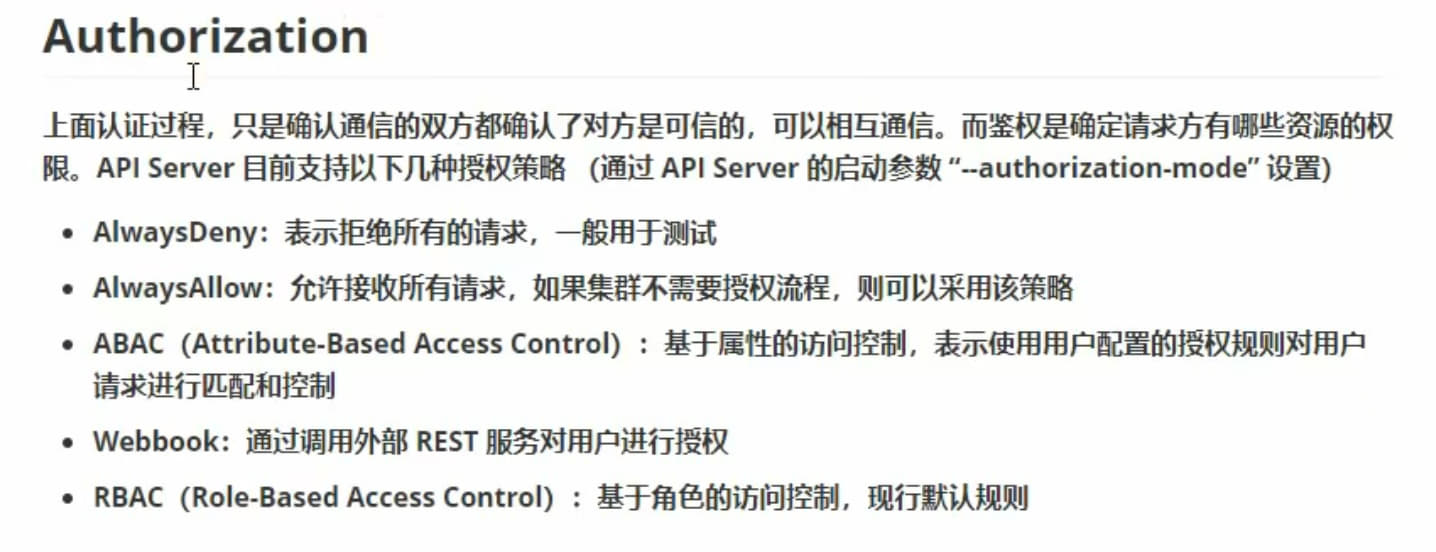 Authorization
上面认证过程，只是确认通信的双方都确认了对方是可信的，可以相互通信。而鉴权是确定请求方有哪些资源的权
限。API Server 目前支持以下几种授权策略 （通过 API Server 的启动参数 “--authorization-mode” 设置）
• AlwaysDeny：表示拒绝所有的请求，一般用于测试
• AlwaysAllow：允许接收所有请求，如果集群不需要授权流程，则可以采用该策略
• ABAC（Attribute-Based Access Control）：基于属性的访问控制，表示使用用户配置的授权规则对用户
请求进行匹配和控制
• Webbook：通过调用外部 REST 服务对用户进行授权
• RBAC（Role-Based Access Control）：基于角色的访问控制，现行默认规则